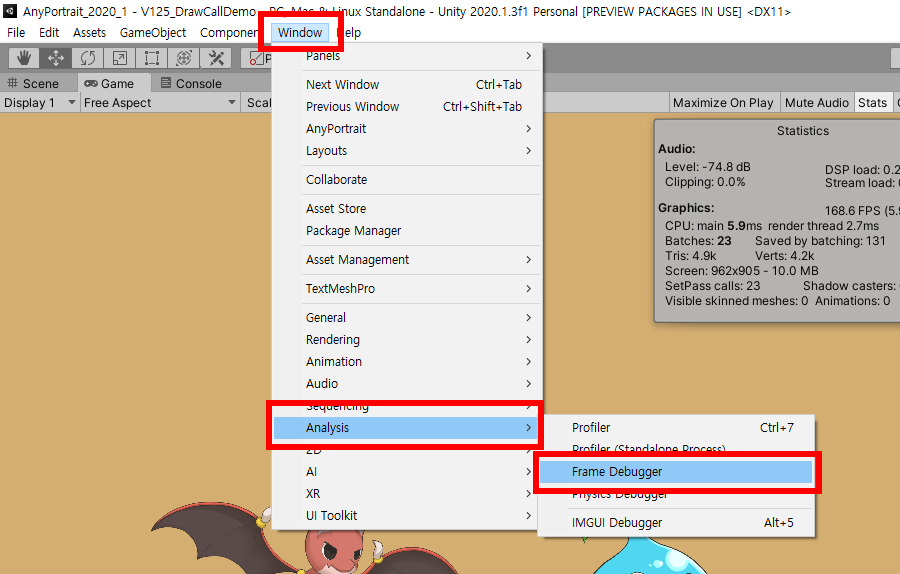 AnyPortrait_2020_1 - V125_DrawCallDemo - PC, Mac & Linux Standalone - Unity 2020.1.3f1 Personal [PREVIEW PACKAGES IN USE] <DX11>
File Edit Assets GameObject Component Window Help
Scene Game Console
Display 1 Free Aspect Scal Maximize On Play Mute Audio Stats
Panels
Next Window Ctrl+Tab
Previous Window Ctrl+Shift+Tab
AnyPortrait
Layouts
Collaborate
Asset Store
Package Manager
Asset Management
TextMeshPro
General
Rendering
Animation
Audio
Sequencing
Analysis
2D
AI
XR
UI Toolkit
Profiler Ctrl+7
Profiler (Standalone Process)
Frame Debugger
Physics Debugger
IMGUI Debugger Alt+5
Statistics
Audio:
Level: -74.8 dB DSP load: 0.2
Clipping: 0.0% Stream load:
Graphics: 168.6 FPS (5.9
CPU: main 5.9ms render thread 2.7ms
Batches: 23 Saved by batching: 131
Tris: 4.9k Verts: 4.2k
Screen: 962x905 - 10.0 MB
SetPass calls: 23 Shadow casters:
Visible skinned meshes: 0 Animations: 0